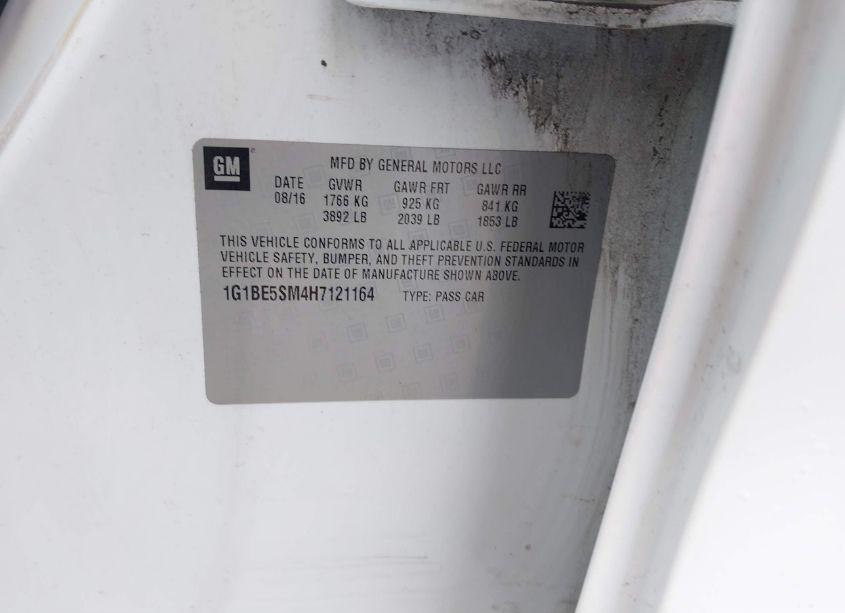 GM
MFD BY GENERAL MOTORS LLC
DATE GVWR GAWR FRT GAWR RR
08/16 1766 KG 925 KG 841 KG
3892 LB 2039 LB 1853 LB
THIS VEHICLE CONFORMS TO ALL APPLICABLE U.S. FEDERAL MOTOR
VEHICLE SAFETY, BUMPER, AND THEFT PREVENTION STANDARDS IN
EFFECT ON THE DATE OF MANUFACTURE SHOWN ABOVE.
1G1BE5SM4H7121164 TYPE: PASS CAR